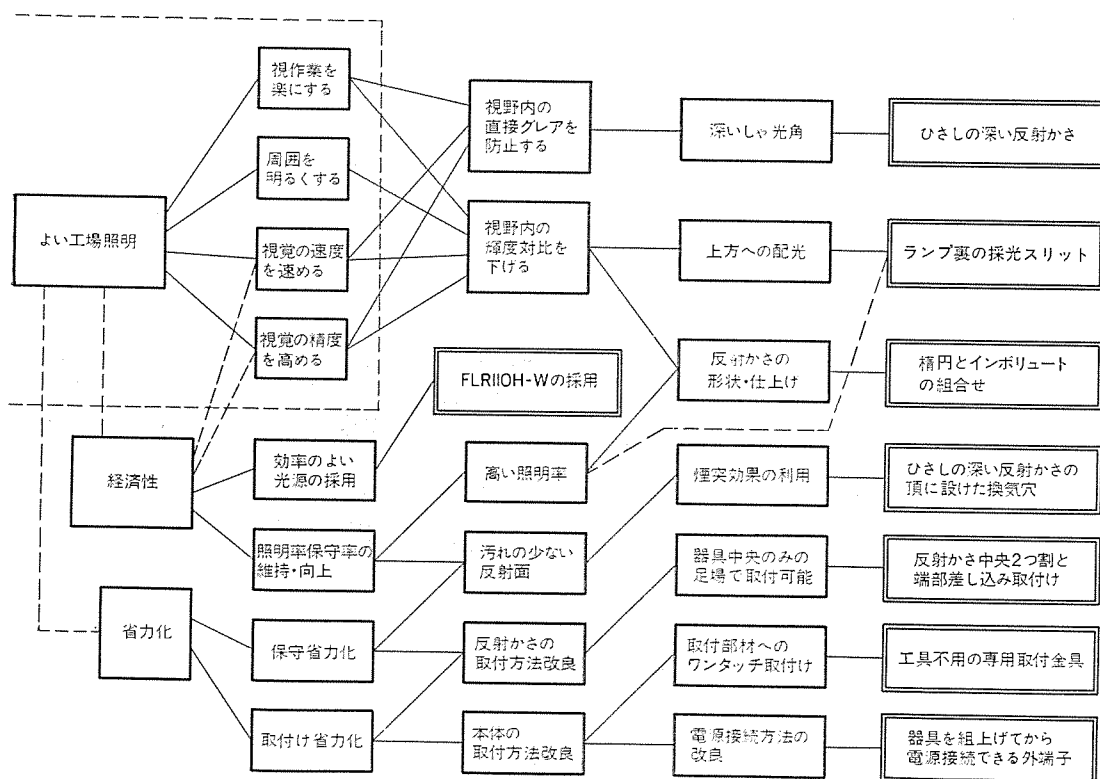 よい工場照明
経済性
省力化
視作業を
楽にする
周囲を
明るくする
視覚の速度
を速める
視覚の精度
を高める
効率のよい
光源の採用
照明率保守率の
維持・向上
保守省力化
取付け省力化
視野内の
直接グレアを
防止する
視野内の
輝度対比を
下げる
FLR110H-Wの採用
高い照明率
汚れの少ない
反射面
反射かさの
取付方法改良
本体の
取付方法改良
深いしゃ光角
上方への配光
反射かさの
形状・仕上げ
煙突効果の利用
器具中央のみの
足場で取付可能
取付部材への
ワンタッチ取付け
電源接続方法の
改良
ひさしの深い反射かさ
ランプ裏の採光スリット
楕円とインボリュート
の組合せ
ひさしの深い反射かさの
頂に設けた換気穴
反射かさ中央2つ割と
端部差し込み取付け
工具不用の専用取付金具
器具を組上げてから
電源接続できる外端子